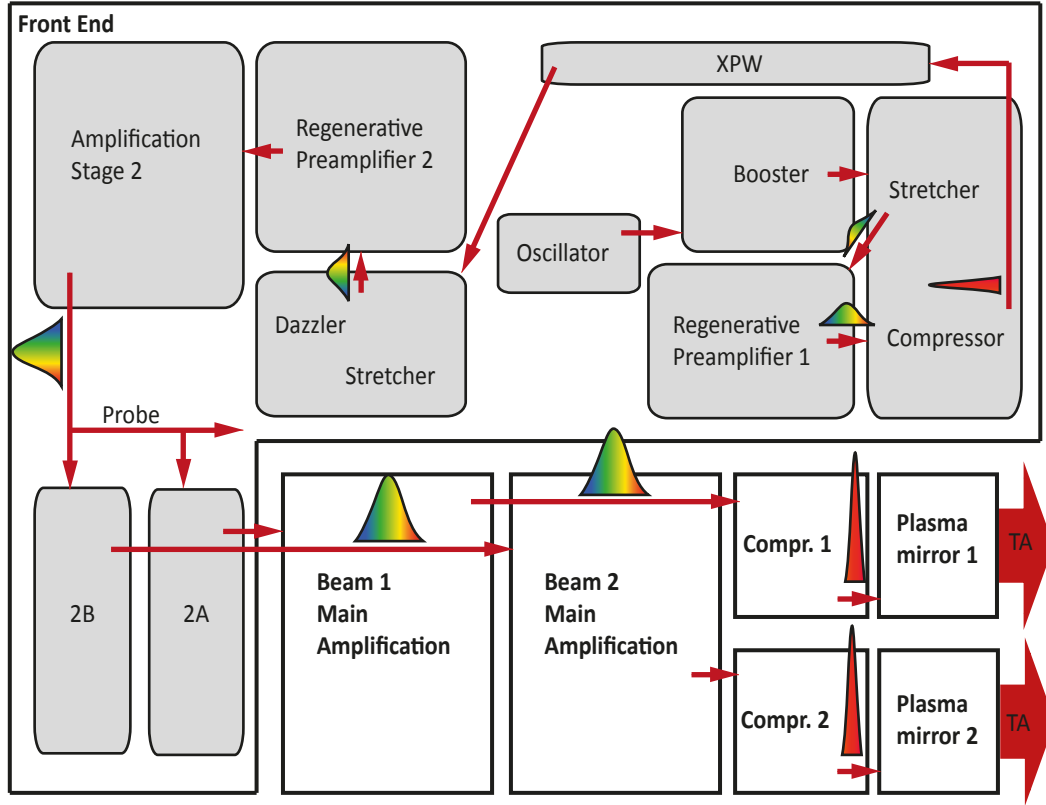 Front End
XPW
Amplification
Stage 2
Regenerative
Preamplifier 2
Booster
Stretcher
Oscillator
Dazzler
Stretcher
Regenerative
Preamplifier 1
Compressor
Probe
2B
2A
Beam 1
Main
Amplification
Beam 2
Main
Amplification
Compr. 1
Plasma
mirror 1
TA
Compr. 2
Plasma
mirror 2
TA